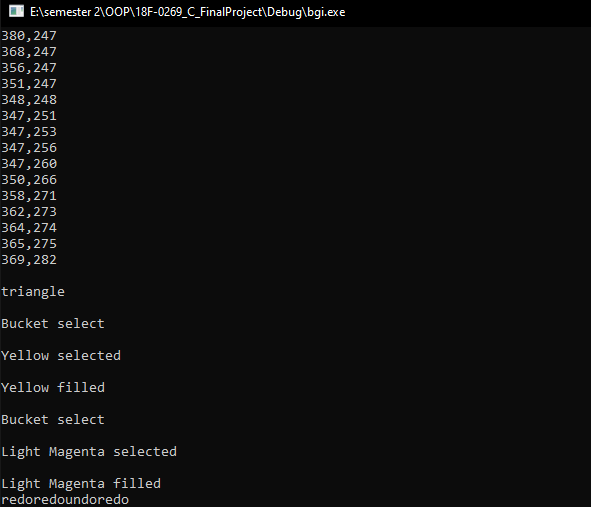 E:\semester 2\OOP\18F-0269_C_FinalProject\Debug\bgi.exe
380,247
368,247
356,247
351,247
348,248
347,251
347,253
347,256
347,260
350,266
358,271
362,273
364,274
365,275
369,282
triangle
Bucket select
Yellow selected
Yellow filled
Bucket select
Light Magenta selected
Light Magenta filled
redoredoundoredo